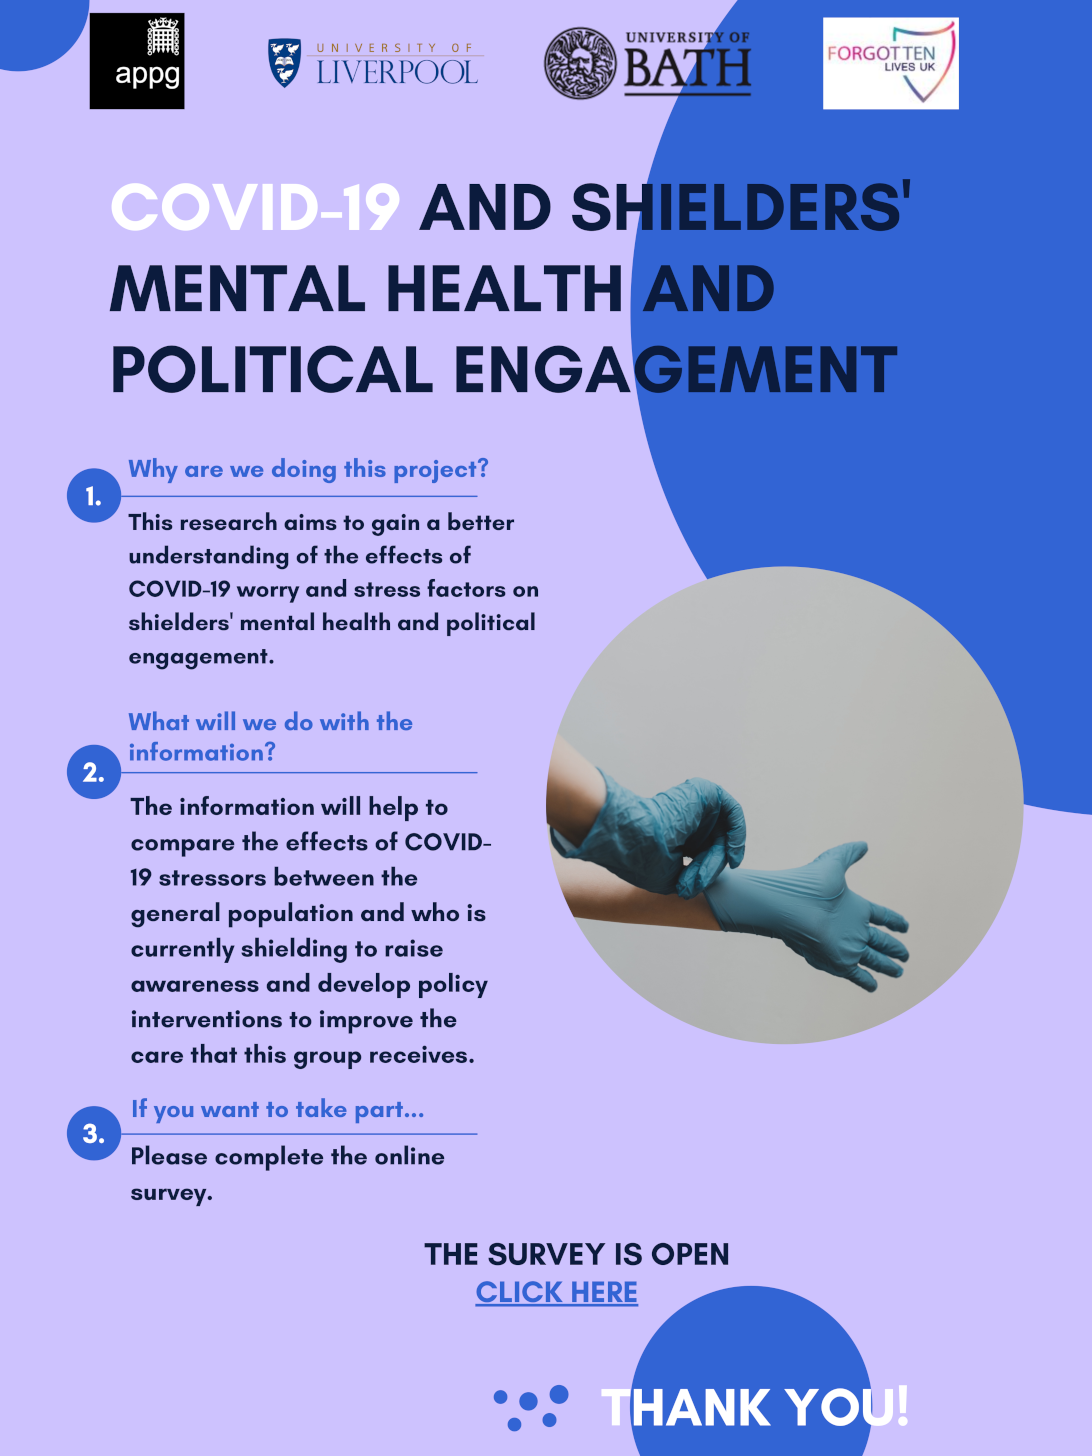 appg
UNIVERSITY OF
LIVERPOOL
UNIVERSITY OF
BATH
FORGOTTEN
LIVES UK
COVID-19 AND SHIELDERS'
MENTAL HEALTH AND
POLITICAL ENGAGEMENT
1.
Why are we doing this project?
This research aims to gain a better
understanding of the effects of
COVID-19 worry and stress factors on
shielders' mental health and political
engagement.
2.
What will we do with the
information?
The information will help to
compare the effects of COVID-
19 stressors between the
general population and who is
currently shielding to raise
awareness and develop policy
interventions to improve the
care that this group receives.
3.
If you want to take part...
Please complete the online
survey.
THE SURVEY IS OPEN
CLICK HERE
THANK YOU!